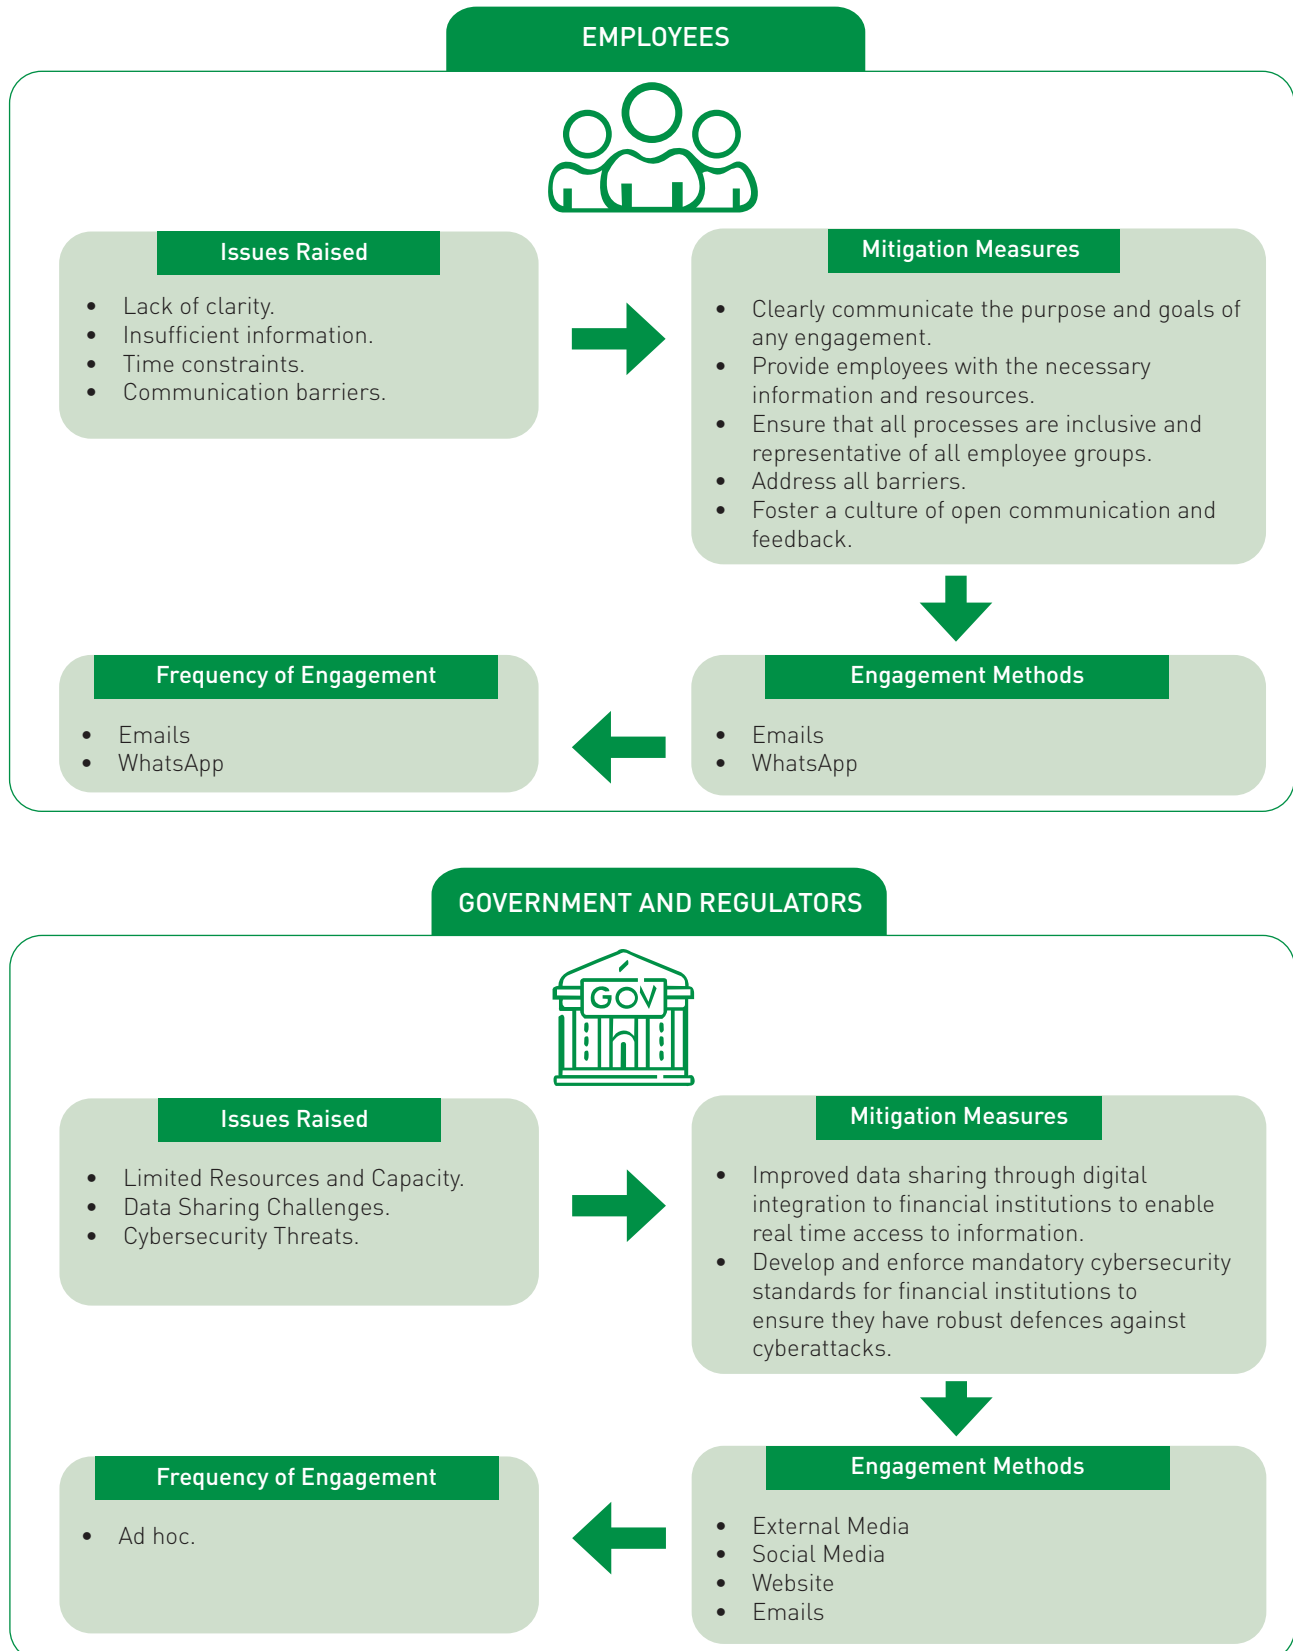 EMPLOYEES
Issues Raised
• Lack of clarity.
• Insufficient information.
• Time constraints.
• Communication barriers.
Mitigation Measures
• Clearly communicate the purpose and goals of
any engagement.
• Provide employees with the necessary
information and resources.
• Ensure that all processes are inclusive and
representative of all employee groups.
• Address all barriers.
• Foster a culture of open communication and
feedback.
Frequency of Engagement
• Emails
• WhatsApp
Engagement Methods
• Emails
• WhatsApp
GOVERNMENT AND REGULATORS
GOV
Issues Raised
• Limited Resources and Capacity.
• Data Sharing Challenges.
• Cybersecurity Threats.
Mitigation Measures
• Improved data sharing through digital
integration to financial institutions to enable
real time access to information.
• Develop and enforce mandatory cybersecurity
standards for financial institutions to
ensure they have robust defences against
cyberattacks.
Frequency of Engagement
• Ad hoc.
Engagement Methods
• External Media
• Social Media
• Website
• Emails